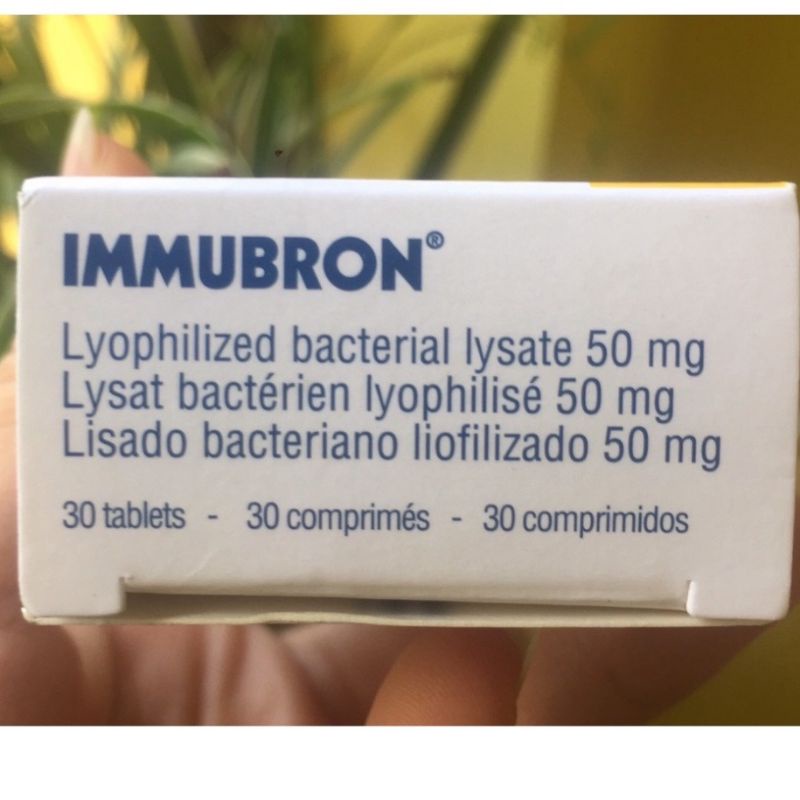 IMMUBRON®
Lyophilized bacterial lysate 50 mg
Lysat bactérien lyophilisé 50 mg
Lisado bacteriano liofilizado 50 mg
30 tablets - 30 comprimés - 30 comprimidos